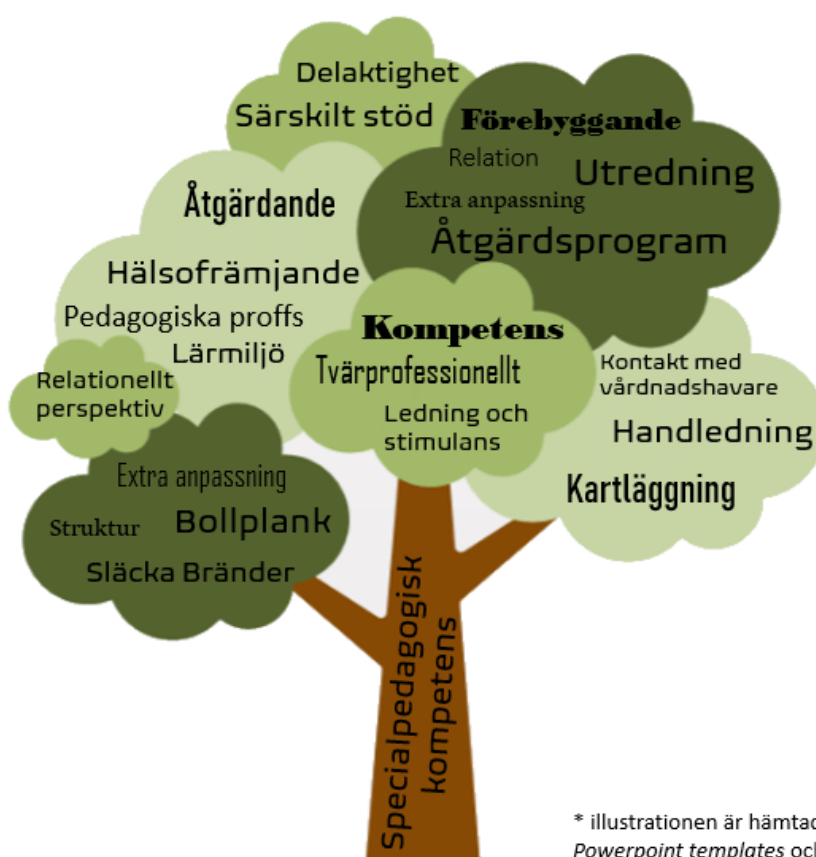 Delaktighet
Särskilt stöd
Förebyggande
Relation
Utredning
Extra anpassning
Åtgärdsprogram
Åtgärdande
Hälsofrämjande
Pedagogiska proffs
Lärmiljö
Kompetens
Tvärprofessionellt
Ledning och
stimulans
Kontakt med
vårdnadshavare
Handledning
Kartläggning
Relationellt
perspektiv
Extra anpassning
Struktur
Bollplank
Släcka Bränder
Specialpedagogisk
kompetens
* illustrationen är hämtad
Powerpoint templates och